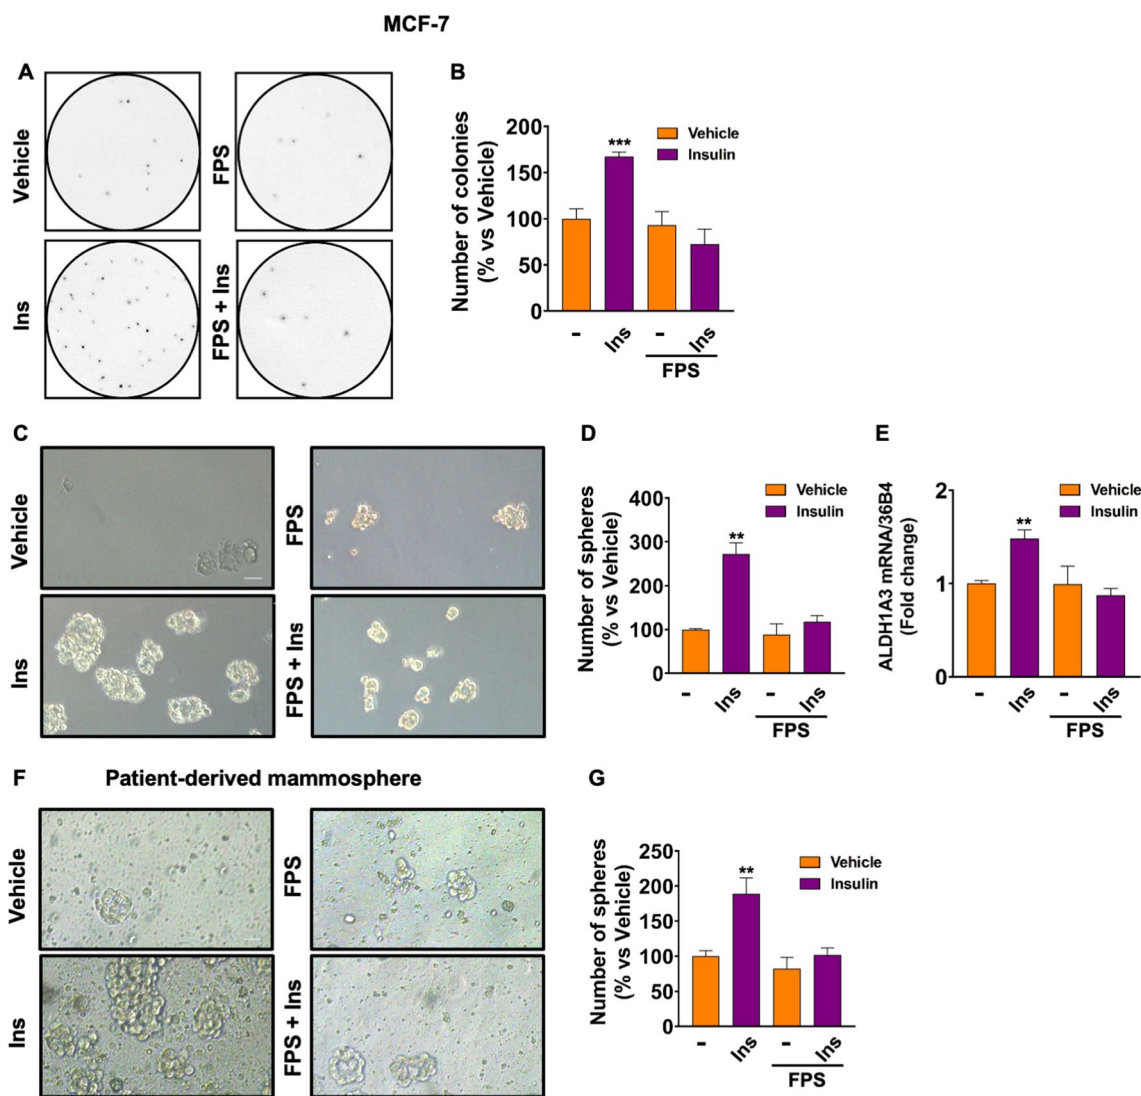 MCF-7
A
Vehicle
FPS
Ins
FPS + Ins
B
Number of colonies
(% vs Vehicle)
200
150
100
50
0
***
Vehicle
Insulin
-
Ins
-
Ins
FPS
C
Vehicle
FPS
Ins
FPS + Ins
D
Number of spheres
(% vs Vehicle)
400
300
200
100
0
**
Vehicle
Insulin
-
Ins
-
Ins
FPS
E
ALDH1A3 mRNA/36B4
(Fold change)
2
1
0
**
Vehicle
Insulin
-
Ins
-
Ins
FPS
F
Patient-derived mammosphere
Vehicle
FPS
Ins
FPS + Ins
G
Number of spheres
(% vs Vehicle)
250
200
150
100
50
0
**
Vehicle
Insulin
-
Ins
-
Ins
FPS